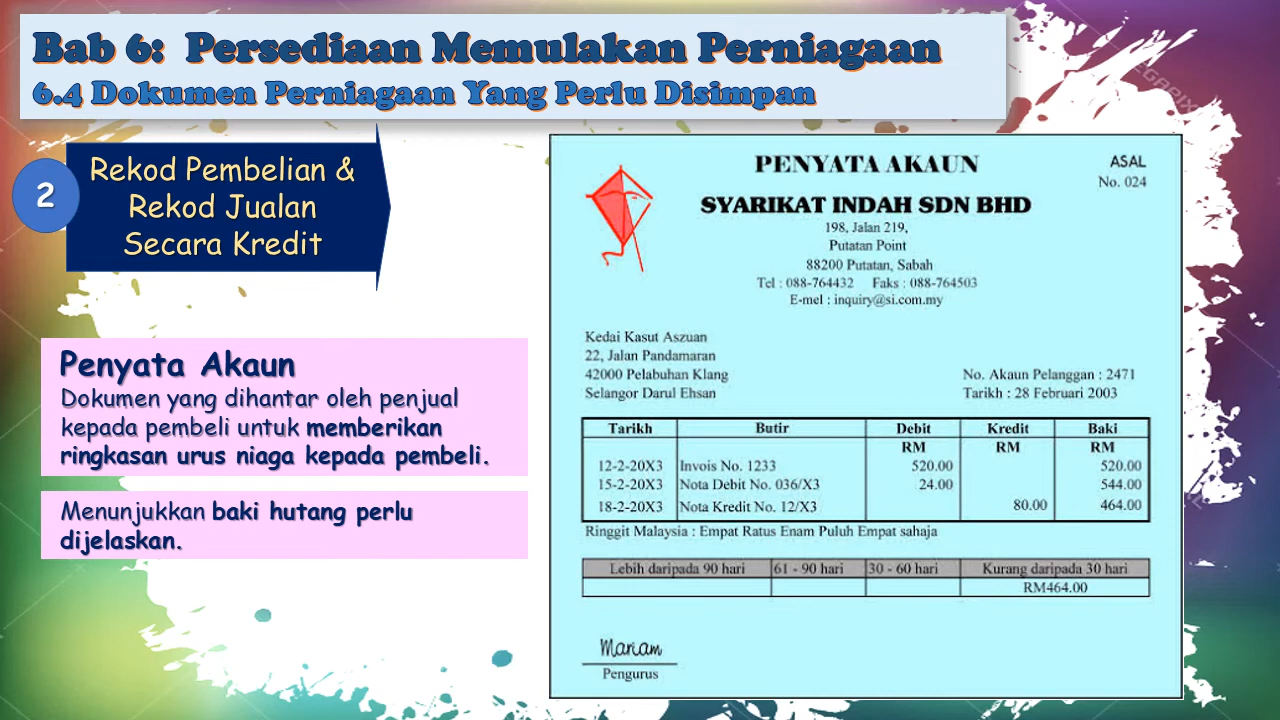 Bab 6: Persediaan Memulakan Perniagaan
6.4 Dokumen Perniagaan Yang Perlu Disimpan
2
Rekod Pembelian &
Rekod Jualan
Secara Kredit
Penyata Akaun
Dokumen yang dihantar oleh penjual
kepada pembeli untuk memberikan
ringkasan urus niaga kepada pembeli.
Menunjukkan baki hutang perlu
dijelaskan.
PENYATA AKAUN
ASAL
No. 024
SYARIKAT INDAH SDN BHD
198, Jalan 219,
Putatan Point
88200 Putatan, Sabah
Tel : 088-764432 Faks : 088-764503
E-mel : inquiry@si.com.my
Kedai Kasut Aszuan
22, Jalan Pandamaran
42000 Pelabuhan Klang
Selangor Darul Ehsan
No. Akaun Pelanggan : 2471
Tarikh : 28 Februari 2003
Tarikh Butir Debit Kredit Baki
RM RM RM
12-2-20X3 Invois No. 1233 520.00 520.00
15-2-20X3 Nota Debit No. 036/X3 24.00 544.00
18-2-20X3 Nota Kredit No. 12/X3 80.00 464.00
Ringgit Malaysia : Empat Ratus Enam Puluh Empat sahaja
Lebih daripada 90 hari 61 - 90 hari 30 - 60 hari Kurang daripada 30 hari
RM464.00
Mariam
Pengurus